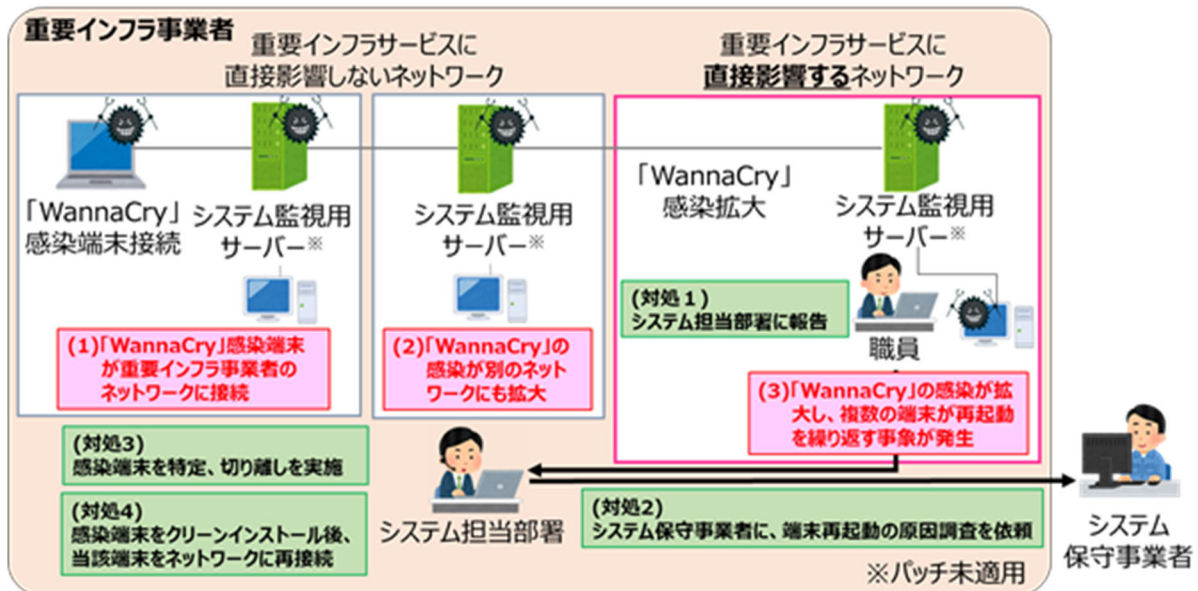 重要インフラ事業者
重要インフラサービスに
直接影響しないネットワーク
重要インフラサービスに
直接影響するネットワーク
「WannaCry」
感染端末接続
システム監視用
サーバー※
システム監視用
サーバー※
「WannaCry」
感染拡大
システム監視用
サーバー※
(対処１)
システム担当部署に報告
職員
(1)「WannaCry」感染端末
が重要インフラ事業者の
ネットワークに接続
(2)「WannaCry」の
感染が別のネット
ワークにも拡大
(3)「WannaCry」の感染が拡
大し、複数の端末が再起動
を繰り返す事象が発生
(対処3)
感染端末を特定、切り離しを実施
(対処4)
感染端末をクリーンインストール後、
当該端末をネットワークに再接続
システム担当部署
(対処2)
システム保守事業者に、端末再起動の原因調査を依頼
システム
保守事業者
※パッチ未適用